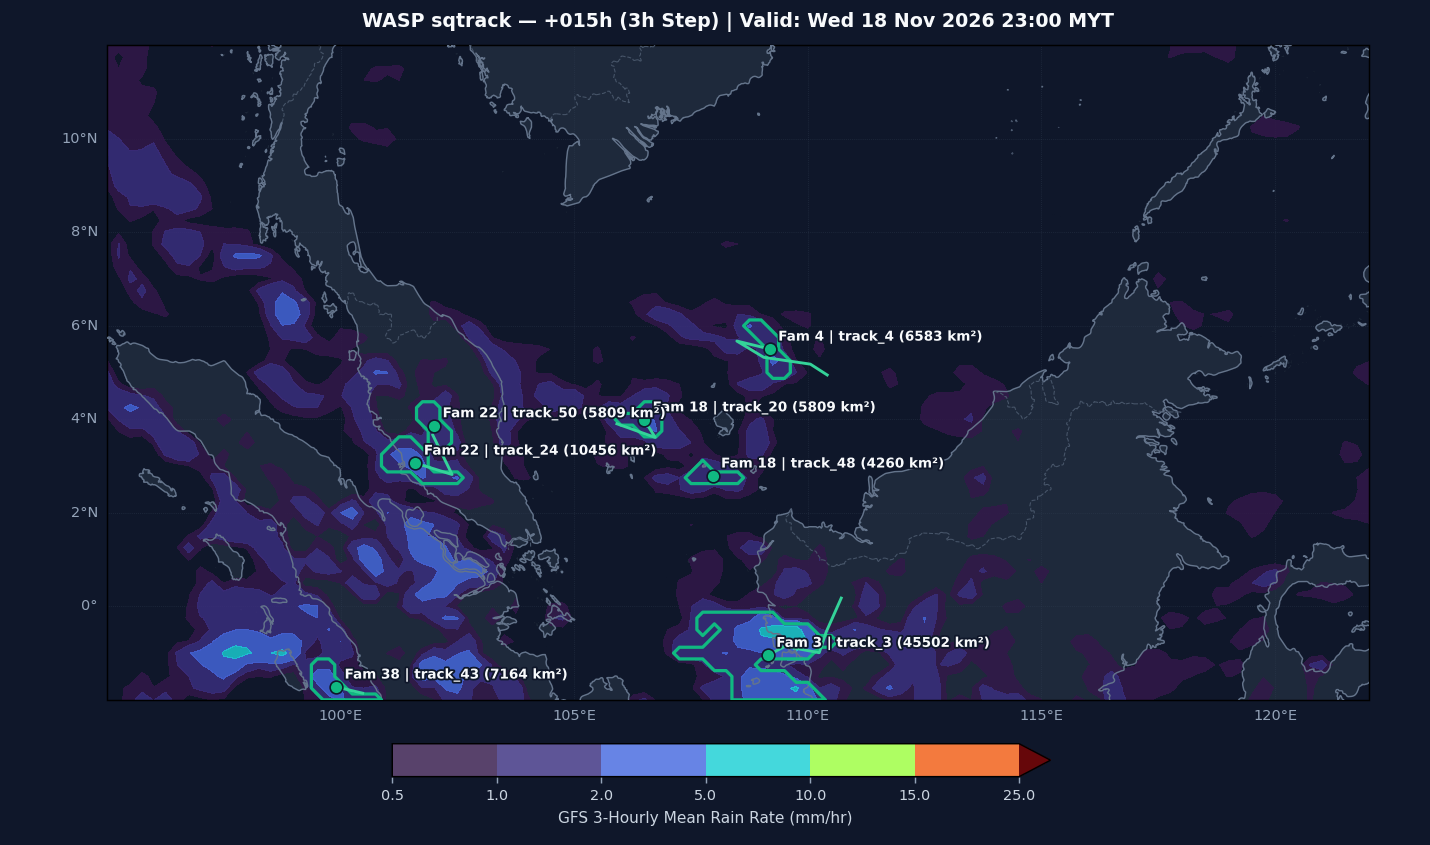 WASP sqtrack — +015h (3h Step) | Valid: Wed 18 Nov 2026 23:00 MYT
10°N
8°N
6°N
4°N
2°N
0°
Fam 4 | track_4 (6583 km²)
Fam 18 | track_20 (5809 km²)
Fam 22 | track_50 (5809 km²)
Fam 22 | track_24 (10456 km²)
Fam 18 | track_48 (4260 km²)
Fam 3 | track_3 (45502 km²)
Fam 38 | track_43 (7164 km²)
100°E 105°E 110°E 115°E 120°E
0.5 1.0 2.0 5.0 10.0 15.0 25.0
GFS 3-Hourly Mean Rain Rate (mm/hr)